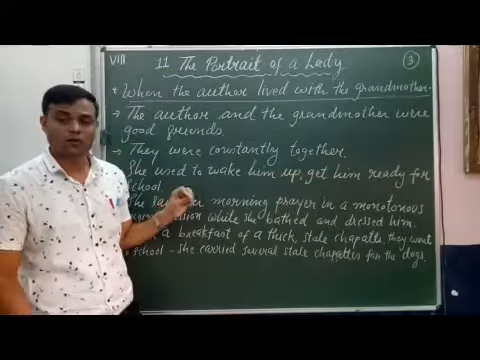 VIII
11 The Portrait of a Lady
3
* When the author lived with the grandmother.
→ The author and the grandmother were
good friends.
→ They were constantly together.
She used to wake him up, get him ready for
school.
morning prayer in a monotonous
while she bathed and dressed him.
a breakfast of a thick stale chapatti, they went
school - she carried several stale chapatties for the dogs.